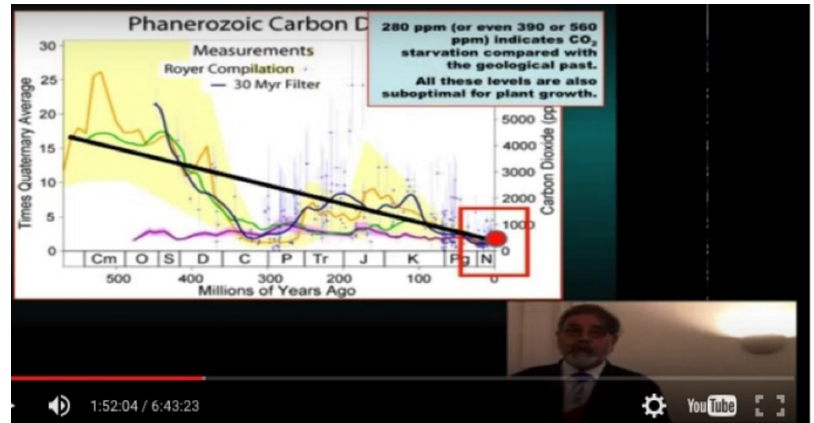 Phanerozoic Carbon D
280 ppm (or even 390 or 560
ppm) indicates CO₂
starvation compared with
the geological past.
All these levels are also
suboptimal for plant growth.
Measurements
Royer Compilation
30 Myr Filter
Times Quaternary Average
30
25
20
15
10
5
0
5000
4000
3000
2000
1000
0
Carbon Dioxide (pp
Cm O S D C P Tr J K Pg N
500 400 300 200 100 0
Millions of Years Ago
1:52:04 / 6:43:23
YouTube